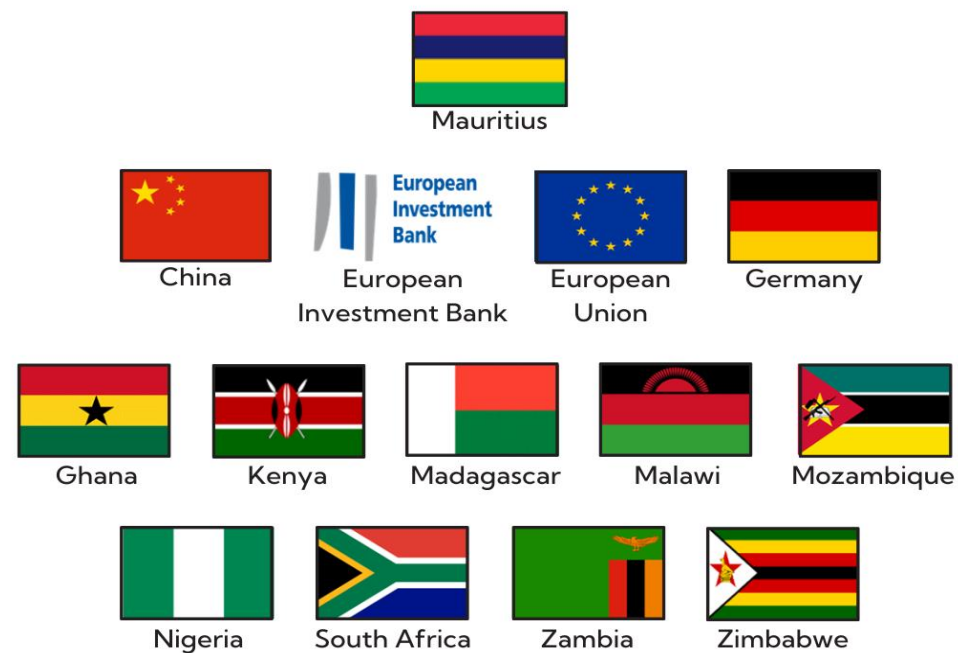 Mauritius
European
Investment
Bank
China
European
Investment Bank
European
Union
Germany
Ghana
Kenya
Madagascar
Malawi
Mozambique
Nigeria
South Africa
Zambia
Zimbabwe